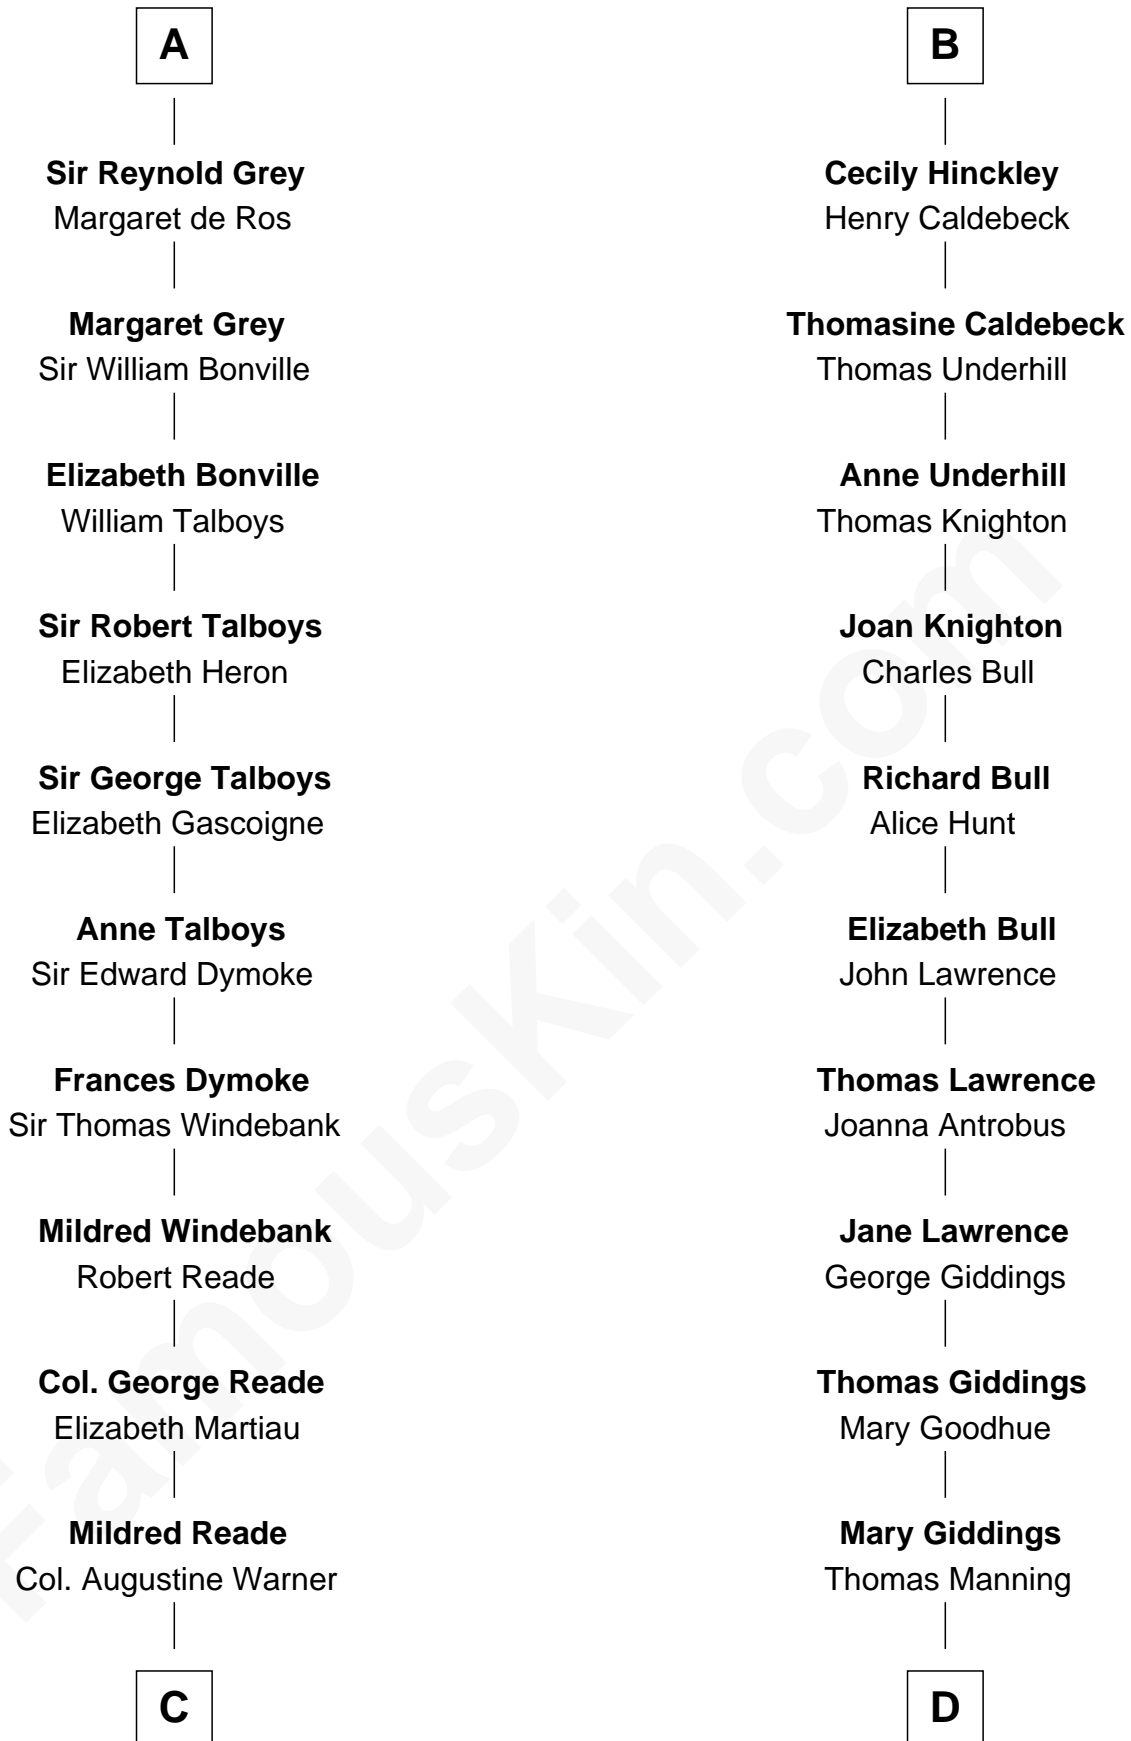 A
Sir Reynold Grey
Margaret de Ros
Margaret Grey
Sir William Bonville
Elizabeth Bonville
William Talboys
Sir Robert Talboys
Elizabeth Heron
Sir George Talboys
Elizabeth Gascoigne
Anne Talboys
Sir Edward Dymoke
Frances Dymoke
Sir Thomas Windebank
Mildred Windebank
Robert Reade
Col. George Reade
Elizabeth Martiau
Mildred Reade
Col. Augustine Warner
C
B
Cecily Hinckley
Henry Caldebeck
Thomasine Caldebeck
Thomas Underhill
Anne Underhill
Thomas Knighton
Joan Knighton
Charles Bull
Richard Bull
Alice Hunt
Elizabeth Bull
John Lawrence
Thomas Lawrence
Joanna Antrobus
Jane Lawrence
George Giddings
Thomas Giddings
Mary Goodhue
Mary Giddings
Thomas Manning
D
FamousKin.com